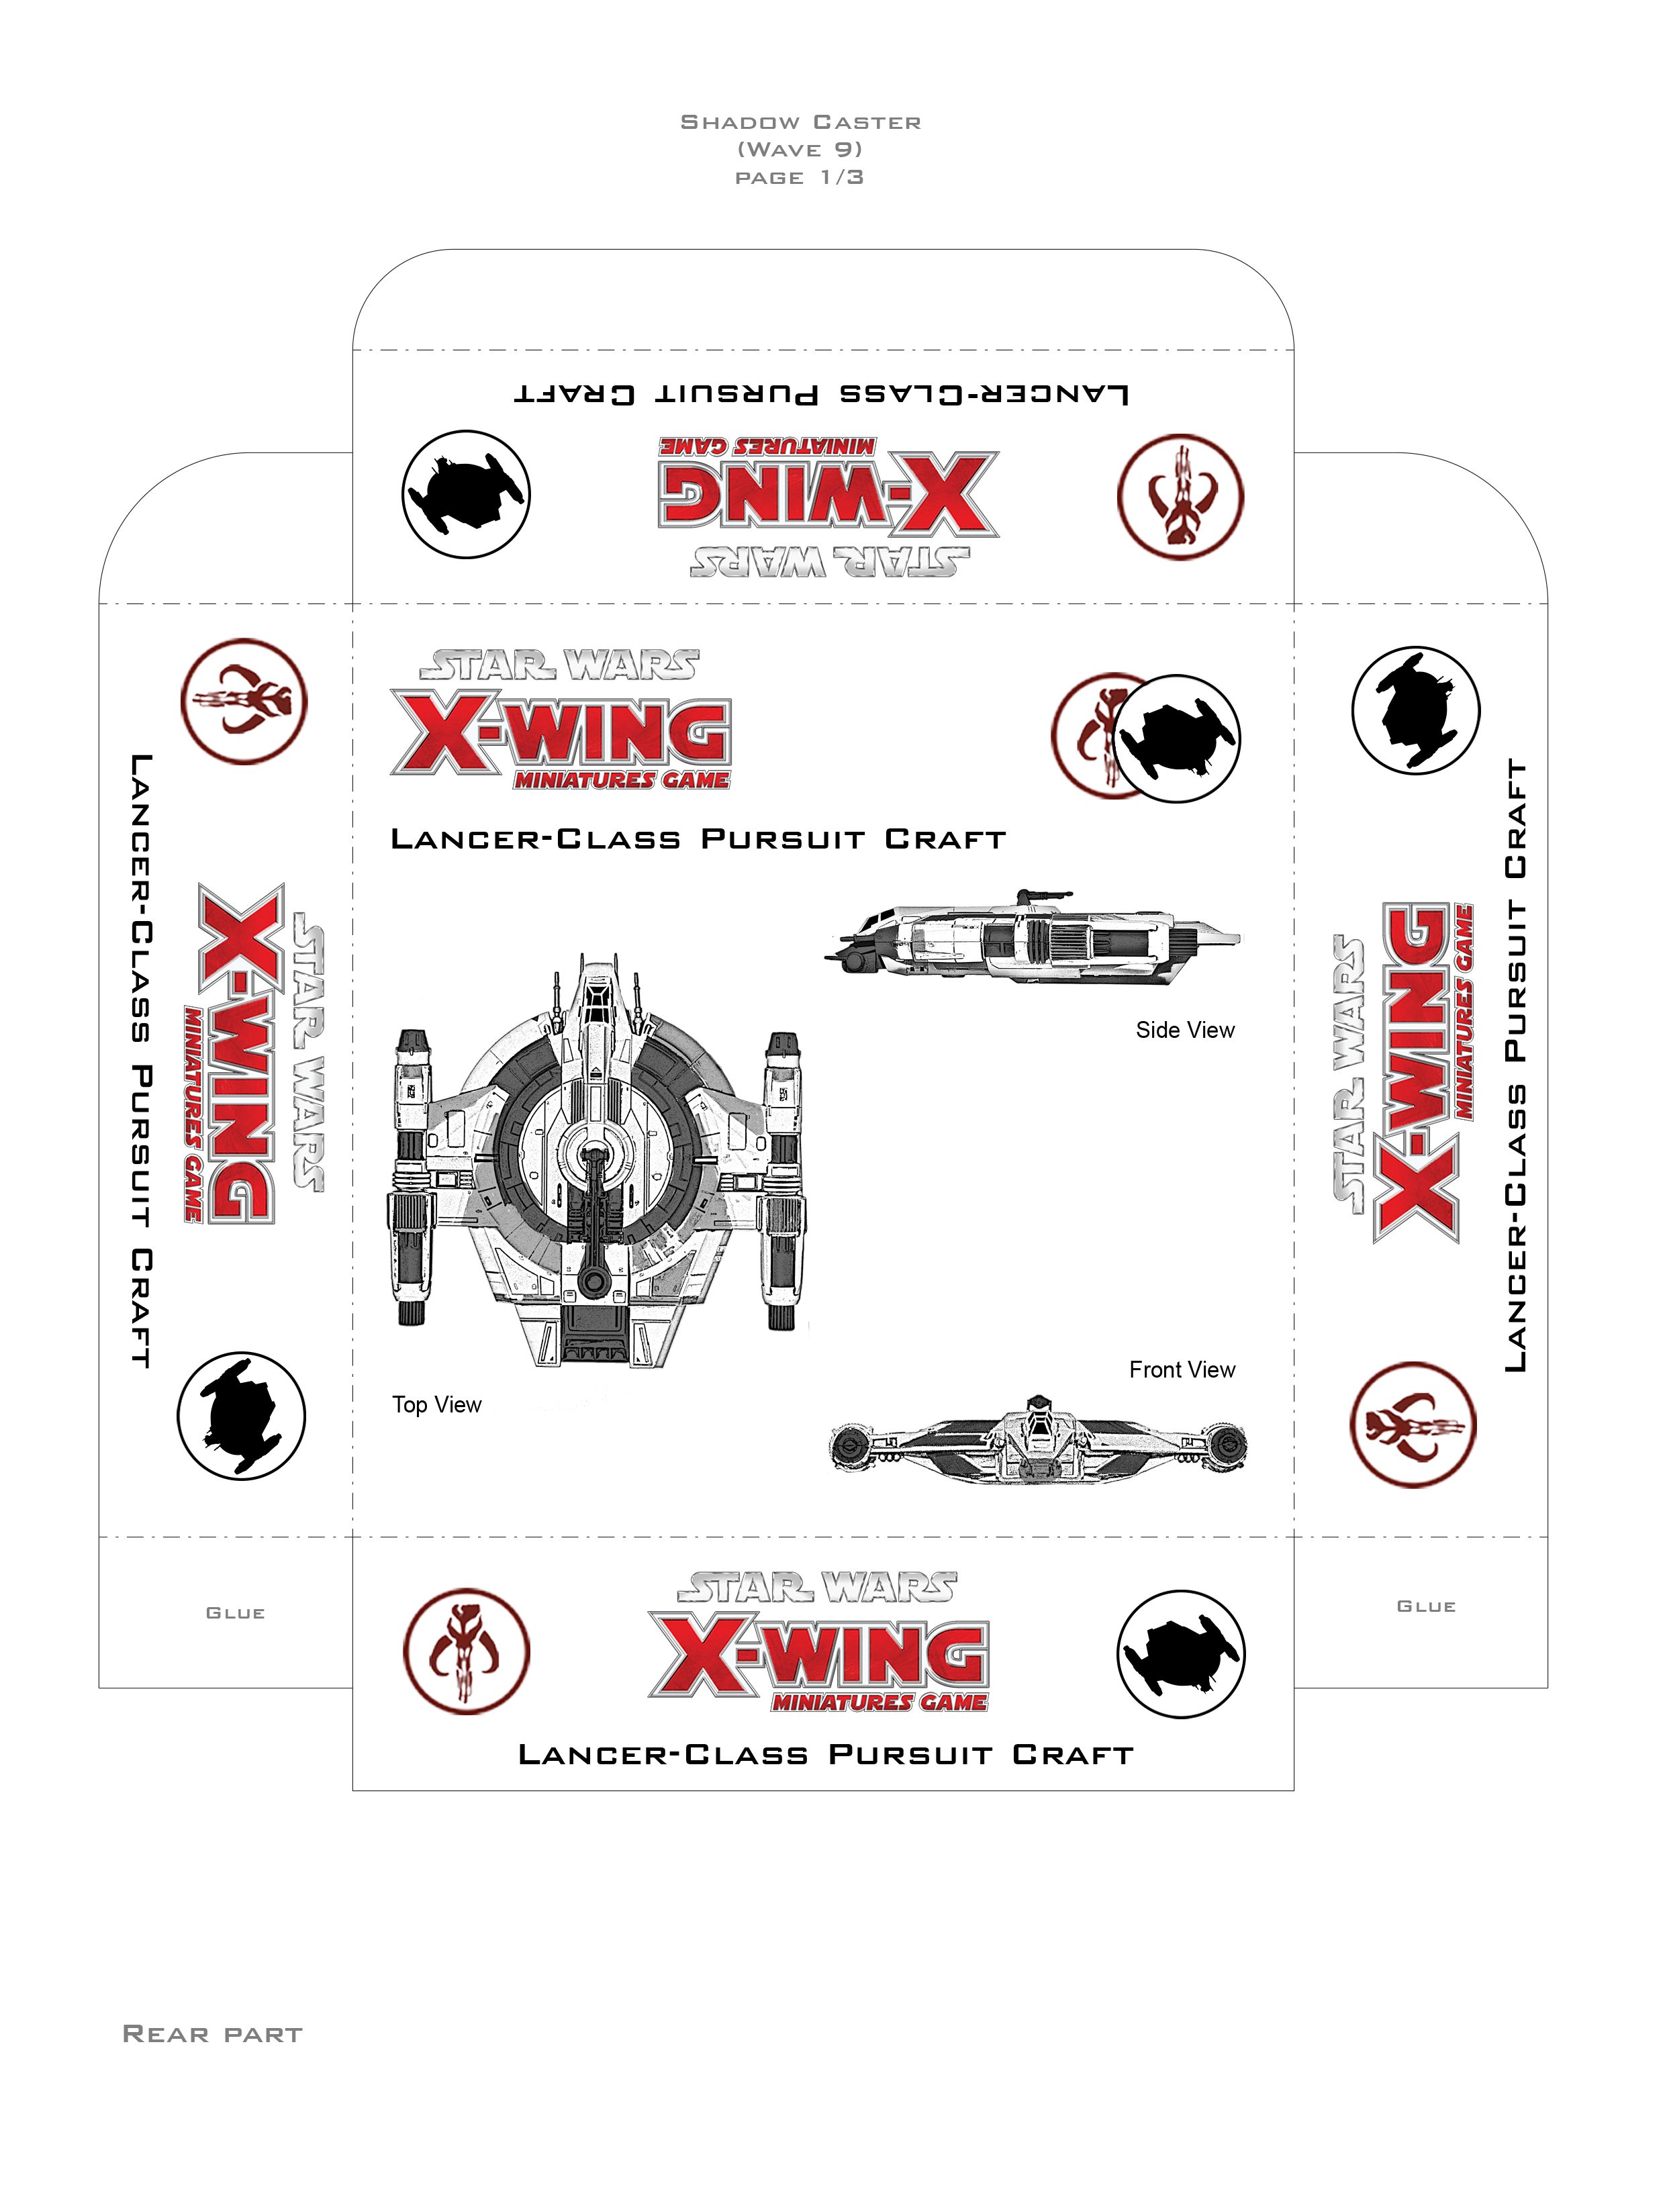 Shadow Caster
(Wave 9)
page 1/3
Lancer-Class Pursuit Craft
STAR WARS
X-WING
MINIATURES GAME
Lancer-Class Pursuit Craft
STAR WARS
X-WING
MINIATURES GAME
STAR WARS
X-WING
MINIATURES GAME
Lancer-Class Pursuit Craft
Side View
Top View
Front View
STAR WARS
X-WING
MINIATURES GAME
Lancer-Class Pursuit Craft
Glue
Glue
STAR WARS
X-WING
MINIATURES GAME
Lancer-Class Pursuit Craft
Rear part